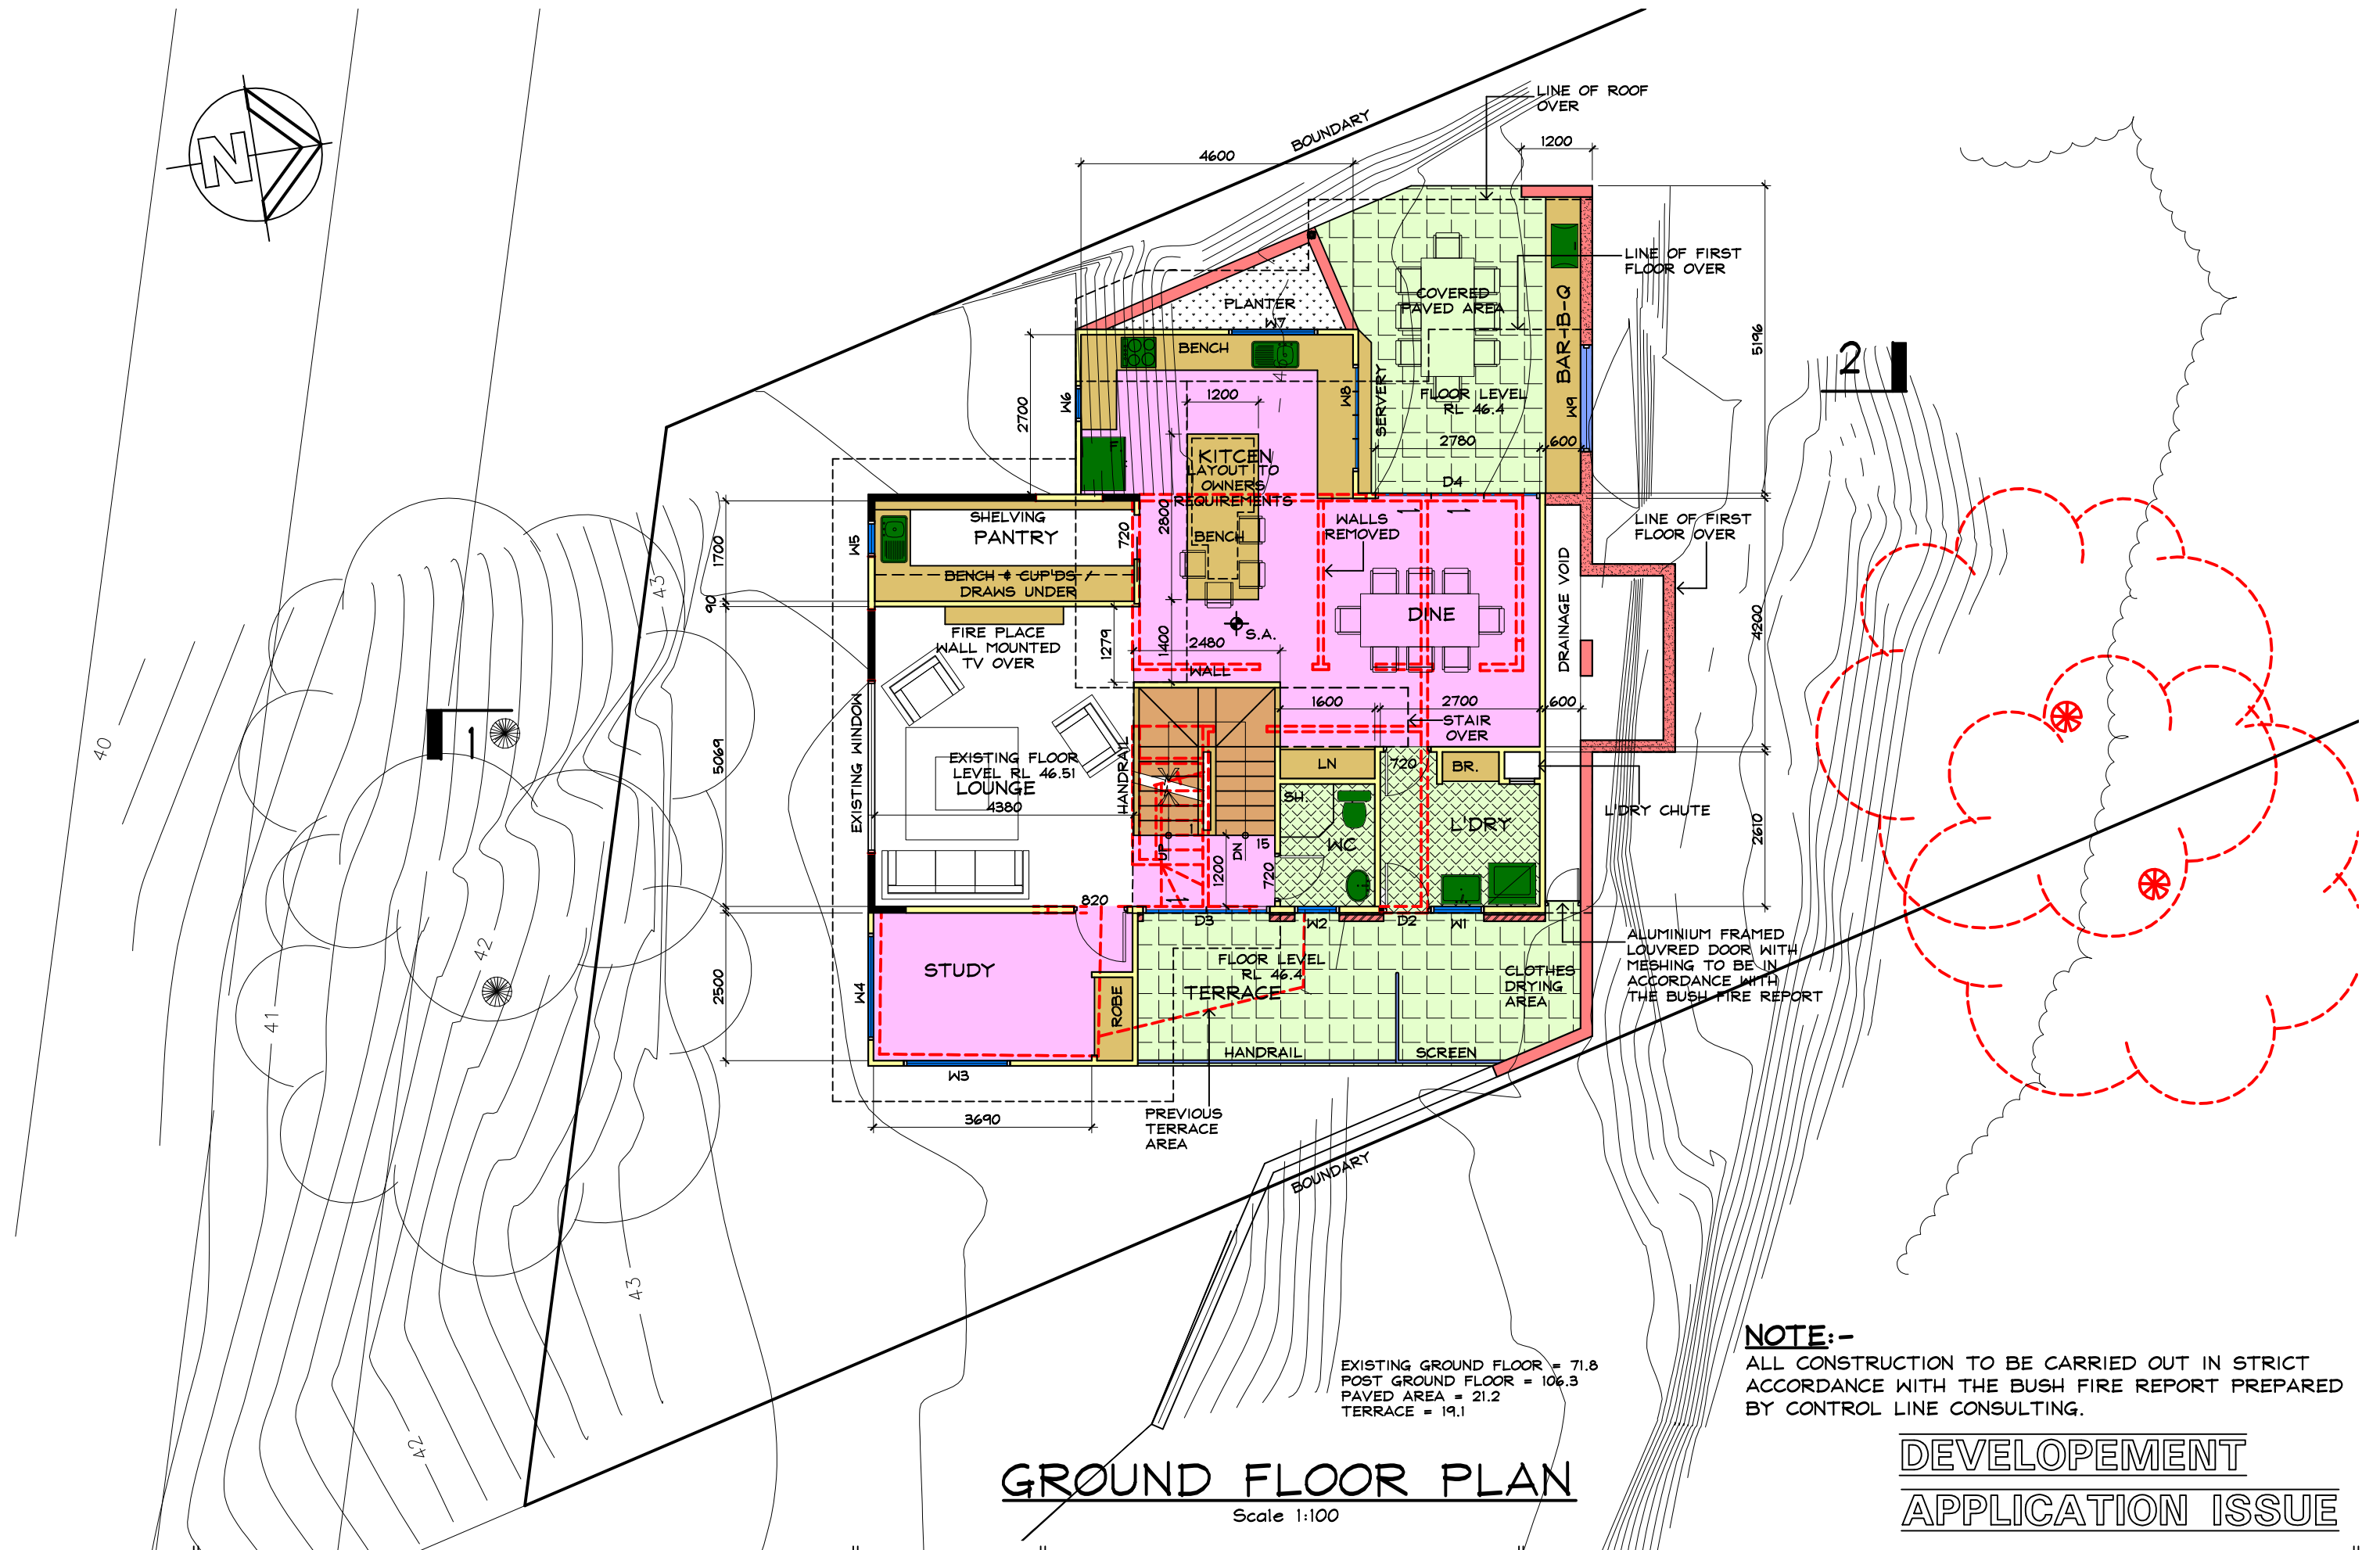 N
BOUNDARY
LINE OF ROOF
OVER
4600
1200
LINE OF FIRST
FLOOR OVER
PLANTER
W7
COVERED
PAVED AREA
BAR-B-Q
5196
2
BENCH
W6
W8
SERVERY
1200
FLOOR LEVEL
RL 46.4
W9
2700
2780
600
F.
KITCEN
LAYOUT TO
OWNERS
REQUIREMENTS
D4
SHELVING
PANTRY
W5
1700
720
2800
BENCH
WALLS
REMOVED
LINE OF FIRST
FLOOR OVER
DRAINAGE VOID
BENCH & CUP'DS /
DRAWS UNDER
90
DINE
4200
FIRE PLACE
WALL MOUNTED
TV OVER
1279
1400
S.A.
2480
WALL
43
40
1
EXISTING WINDOW
5069
EXISTING FLOOR
LEVEL RL 46.51
LOUNGE
4380
HANDRAIL
1600
2700
600
STAIR
OVER
LN
720
BR.
SH.
L'DRY CHUTE
L'DRY
WC
2610
1
UP
DN
15
1200
720
820
D3
W2
D2
W1
42
41
STUDY
W4
2500
ROBE
FLOOR LEVEL
RL 46.4
TERRACE
CLOTHES
DRYING
AREA
ALUMINIUM FRAMED
LOUVRED DOOR WITH
MESHING TO BE IN
ACCORDANCE WITH
THE BUSH FIRE REPORT
HANDRAIL
SCREEN
W3
3690
PREVIOUS
TERRACE
AREA
BOUNDARY
43
42
EXISTING GROUND FLOOR = 71.8
POST GROUND FLOOR = 106.3
PAVED AREA = 21.2
TERRACE = 19.1
NOTE:-
ALL CONSTRUCTION TO BE CARRIED OUT IN STRICT
ACCORDANCE WITH THE BUSH FIRE REPORT PREPARED
BY CONTROL LINE CONSULTING.
GROUND FLOOR PLAN
Scale 1:100
DEVELOPEMENT
APPLICATION ISSUE